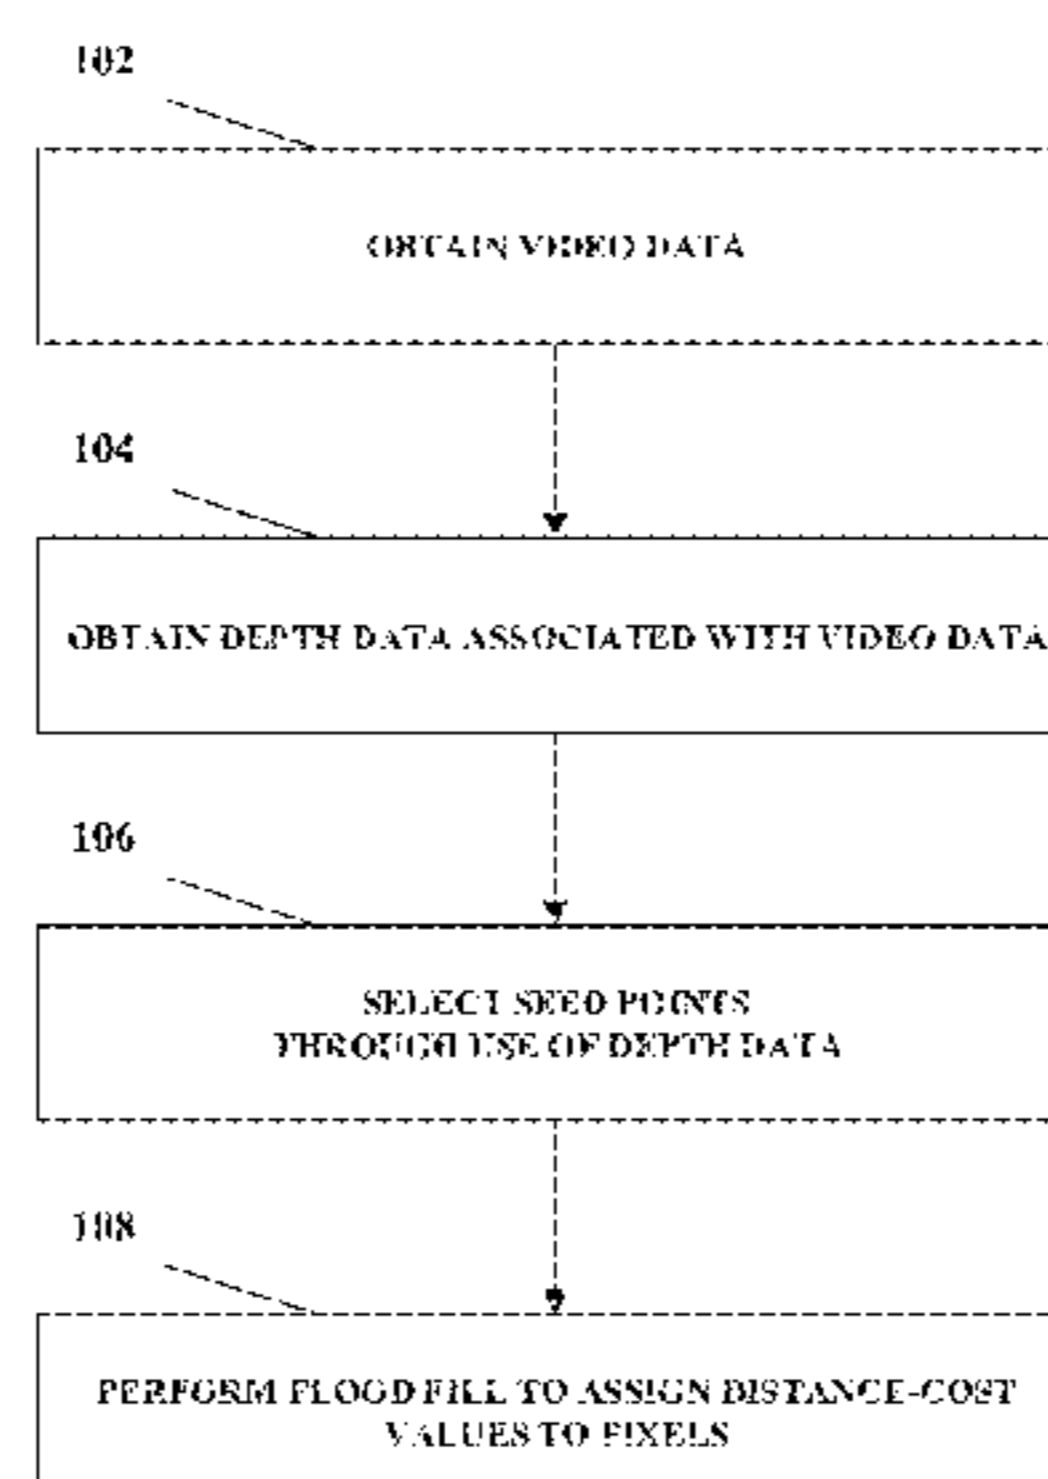 102
OBTAIN VIDEO DATA
104
OBTAIN DEPTH DATA ASSOCIATED WITH VIDEO DATA
106
SELECT SEED POINTS
THROUGH USE OF DEPTH DATA
108
PERFORM FLOOD FILL TO ASSIGN DISTANCE-COST
VALUES TO PIXELS